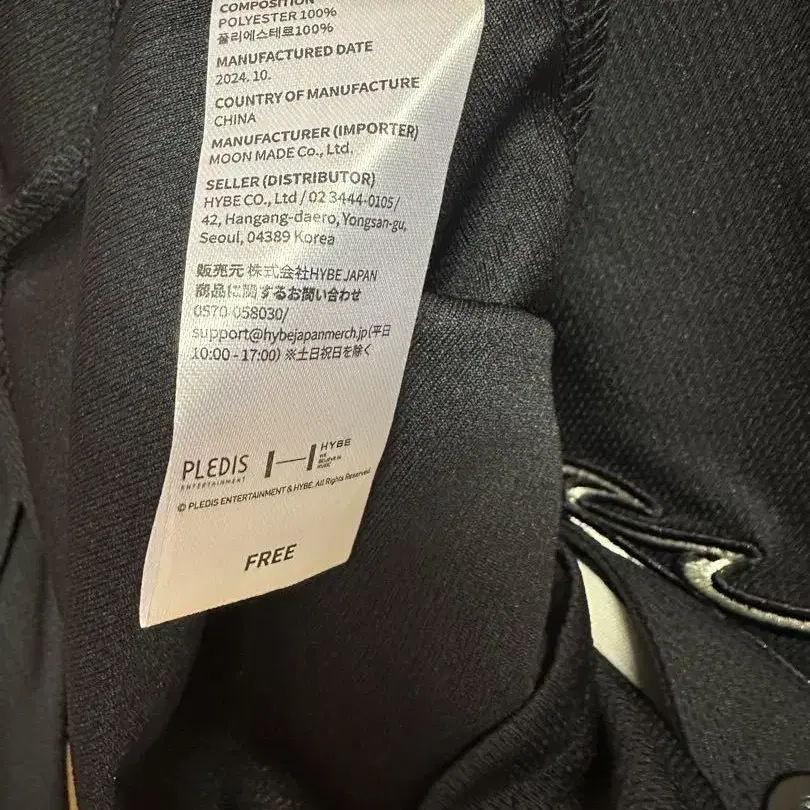 COMPOSITION
POLYESTER 100%
폴리에스테르100%
MANUFACTURED DATE
2024. 10.
COUNTRY OF MANUFACTURE
CHINA
MANUFACTURER (IMPORTER)
MOON MADE Co., Ltd.
SELLER (DISTRIBUTOR)
HYBE CO., Ltd / 02 3444-0105/
42, Hangang-daero, Yongsan-gu,
Seoul, 04389 Korea
販売元 株式会社HYBE JAPAN
商品に関するお問い合わせ
0570-058030/
support@hybejapanmerch.jp(平日
10:00 - 17:00) ※土日祝日を除く
PLEDIS
ENTERTAINMENT
HYBE
WE
BELIEVE IN
MUSIC
© PLEDIS ENTERTAINMENT & HYBE. All Rights Reserved.
FREE